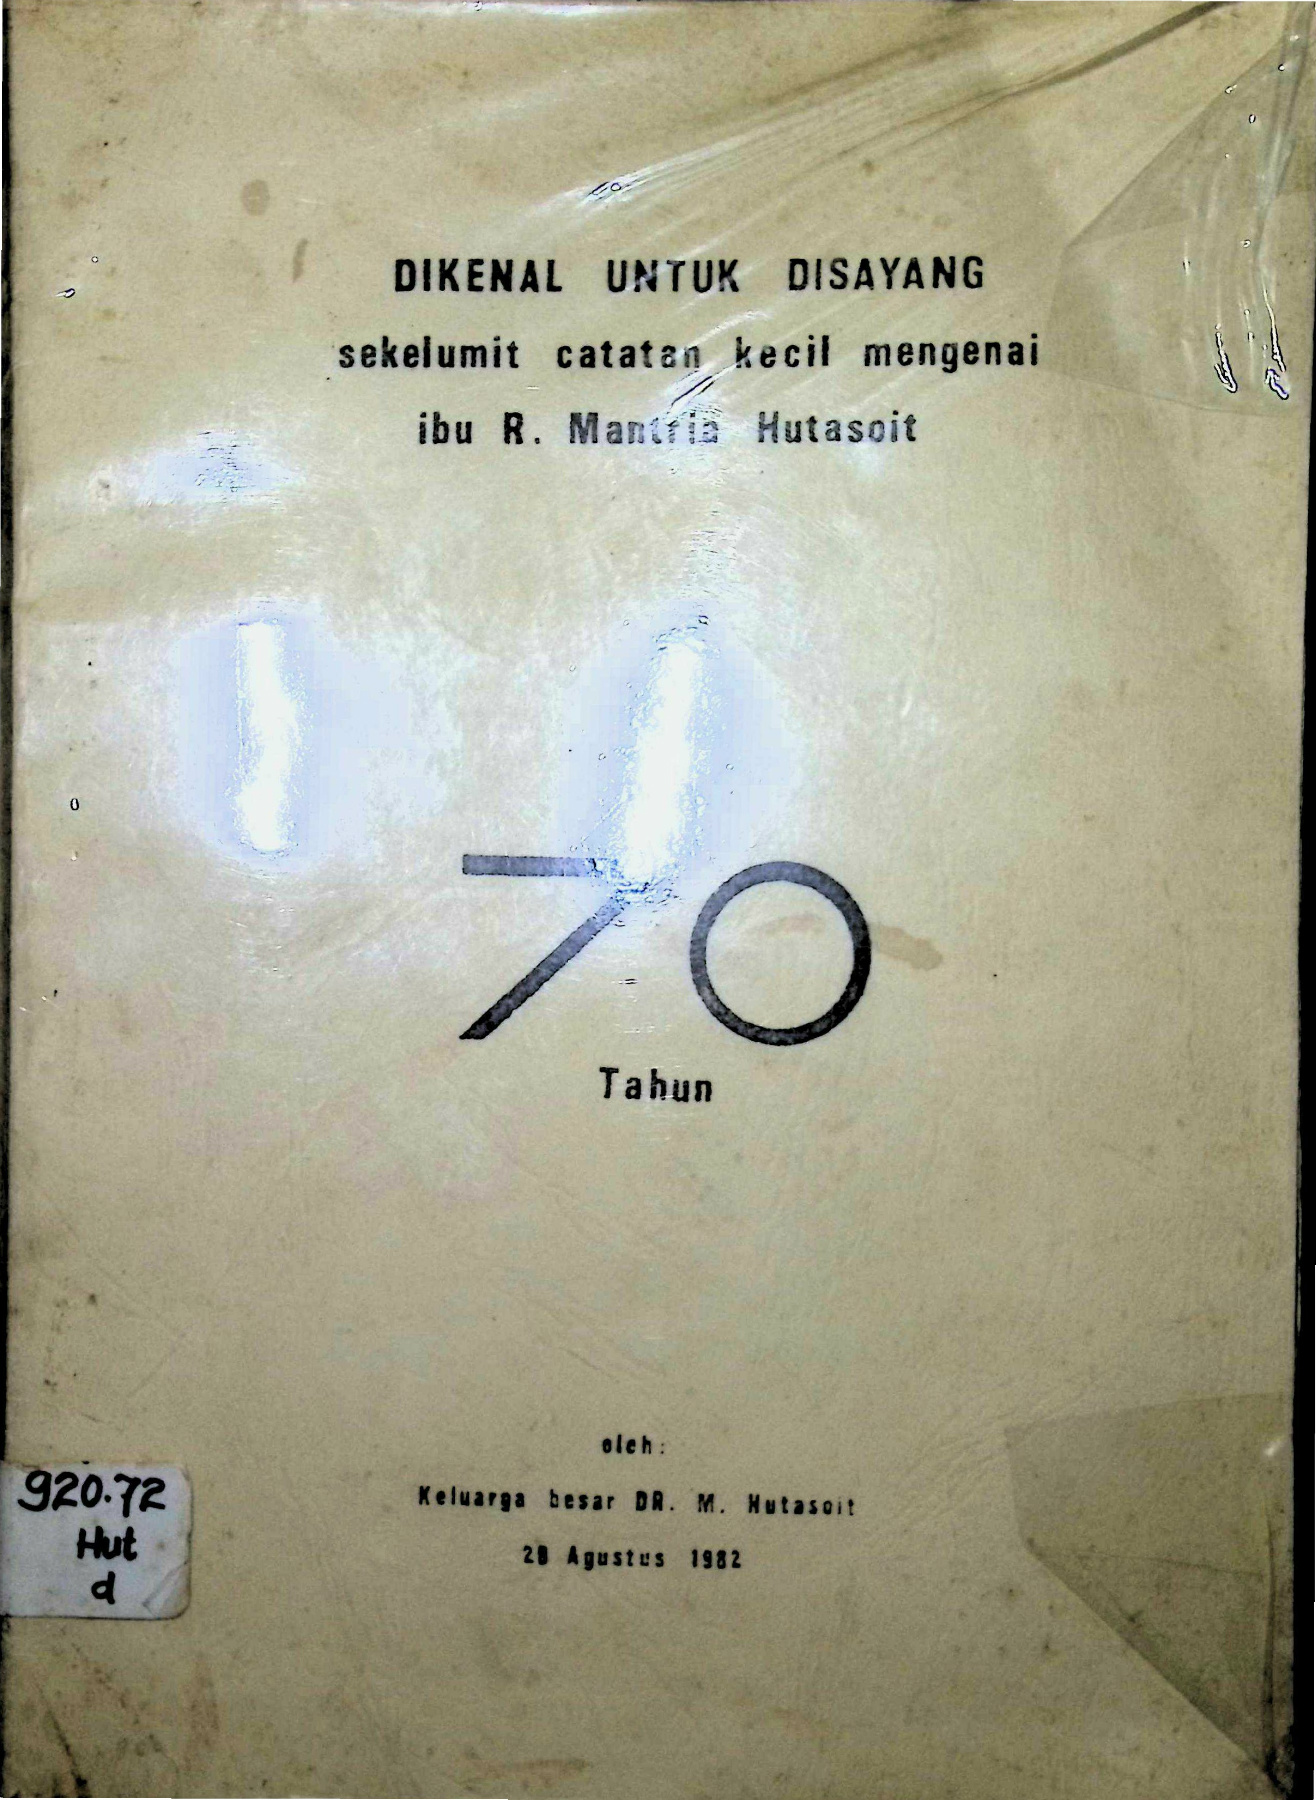 DIKENAL UNTUK DISAYANG
sekelumit catatan kecil mengenai
ibu R. Mantria Hutasoit
70
Tahun
oleh:
Keluarga besar DR. M. Hutasoit
Agustus 1982
920.72
Hut
d